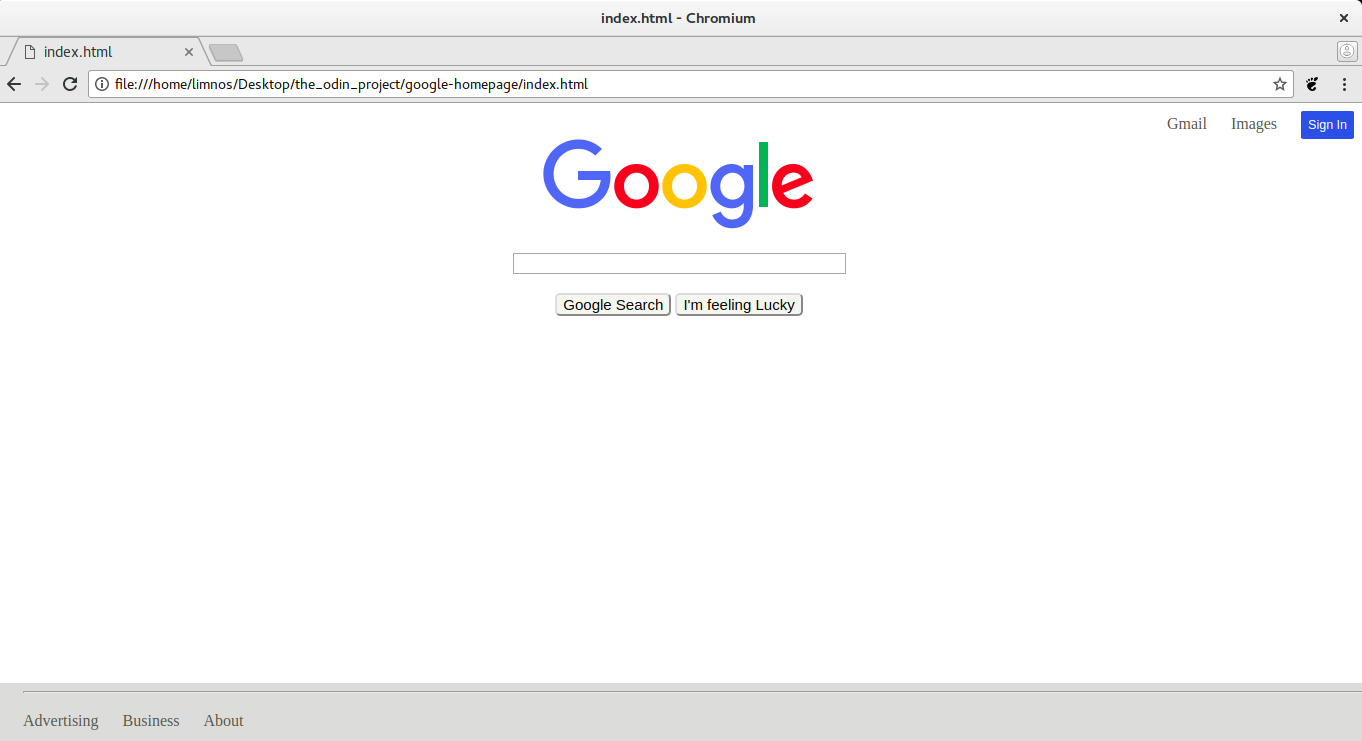 index.html - Chromium
index.html
file:///home/limnos/Desktop/the_odin_project/google-homepage/index.html
Gmail Images Sign In
Google
Google Search I'm feeling Lucky
Advertising Business About